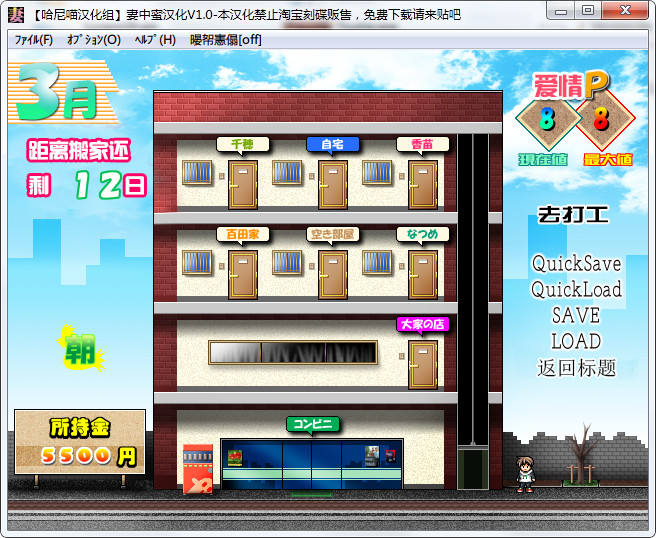 妻 【哈尼喵汉化组】妻中蜜汉化V1.0-本汉化禁止淘宝刻碟贩售，免费下载请来贴吧
ﾌｧｲﾙ(F) ｵﾌﾟｼｮﾝ(O) ﾍﾙﾌﾟ(H) 曖帮憲傓[off]
3月
爱情P
8 8
現在値 最大値
距离搬家还
剩 12日
千穂 自宅 香苗
去打工
百田家 空き部屋 なつめ
QuickSave
QuickLoad
SAVE
LOAD
返回标题
大家の店
朝
コンビニ
所持金
5500円